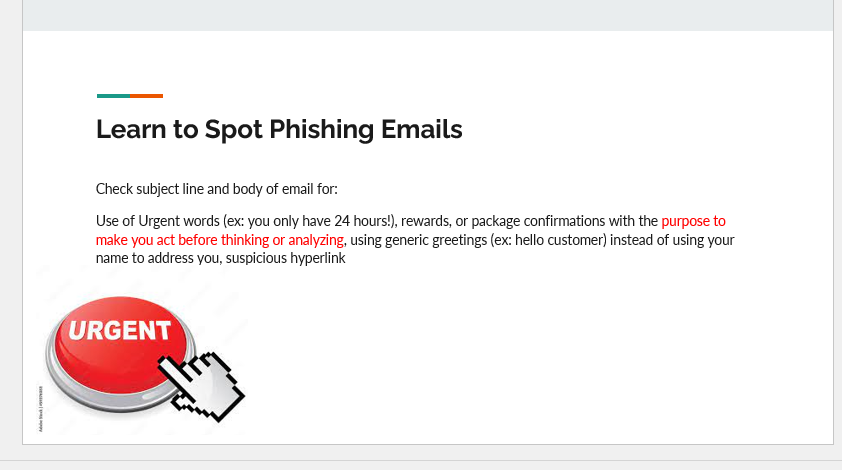 Learn to Spot Phishing Emails
Check subject line and body of email for:
Use of Urgent words (ex: you only have 24 hours!), rewards, or package confirmations with the purpose to
make you act before thinking or analyzing, using generic greetings (ex: hello customer) instead of using your
name to address you, suspicious hyperlink
URGENT